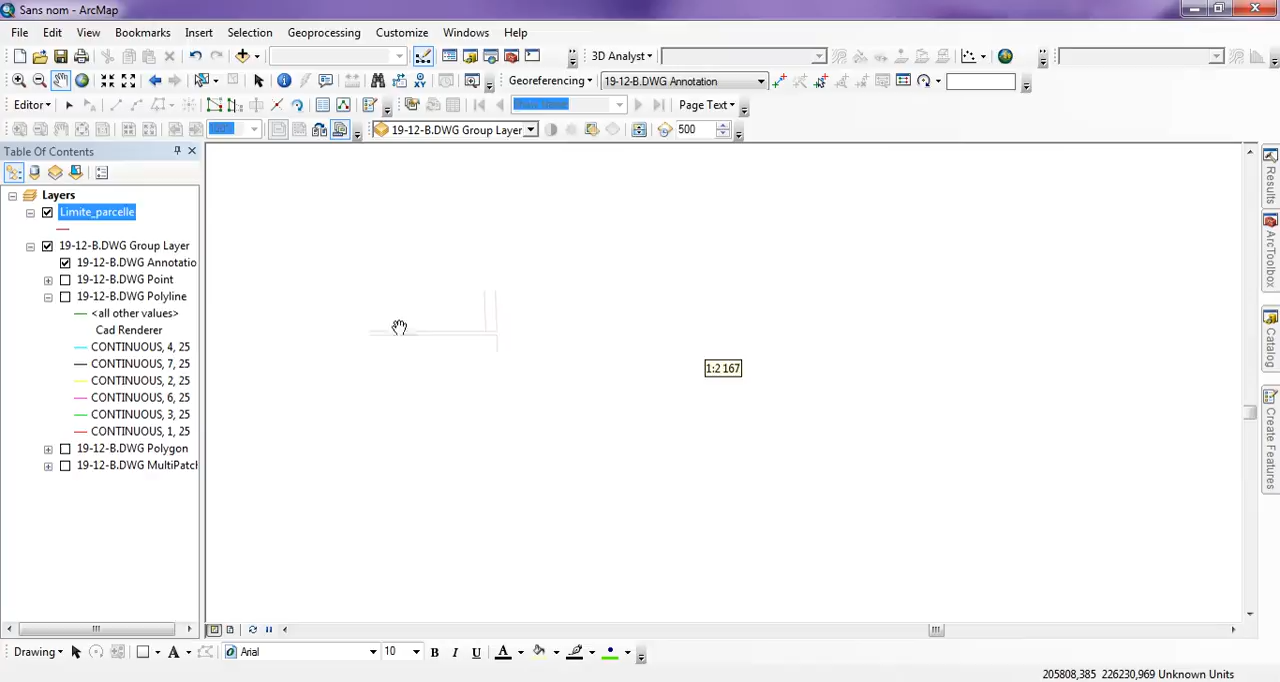 Sans nom - ArcMap
File Edit View Bookmarks Insert Selection Geoprocessing Customize Windows Help
3D Analyst
Georeferencing 19-12-B.DWG Annotation
Editor Page Text
100% 19-12-B.DWG Group Layer 500
Table Of Contents
Layers
Limite_parcelle
19-12-B.DWG Group Layer
19-12-B.DWG Annotatio
19-12-B.DWG Point
19-12-B.DWG Polyline
<all other values>
Cad Renderer
CONTINUOUS, 4, 25
CONTINUOUS, 7, 25
CONTINUOUS, 2, 25
CONTINUOUS, 6, 25
CONTINUOUS, 3, 25
CONTINUOUS, 1, 25
19-12-B.DWG Polygon
19-12-B.DWG MultiPatch
1:2 167
Results
ArcToolbox
Catalog
Create Features
Drawing A Arial 10 B I U A
205808,385 226230,969 Unknown Units